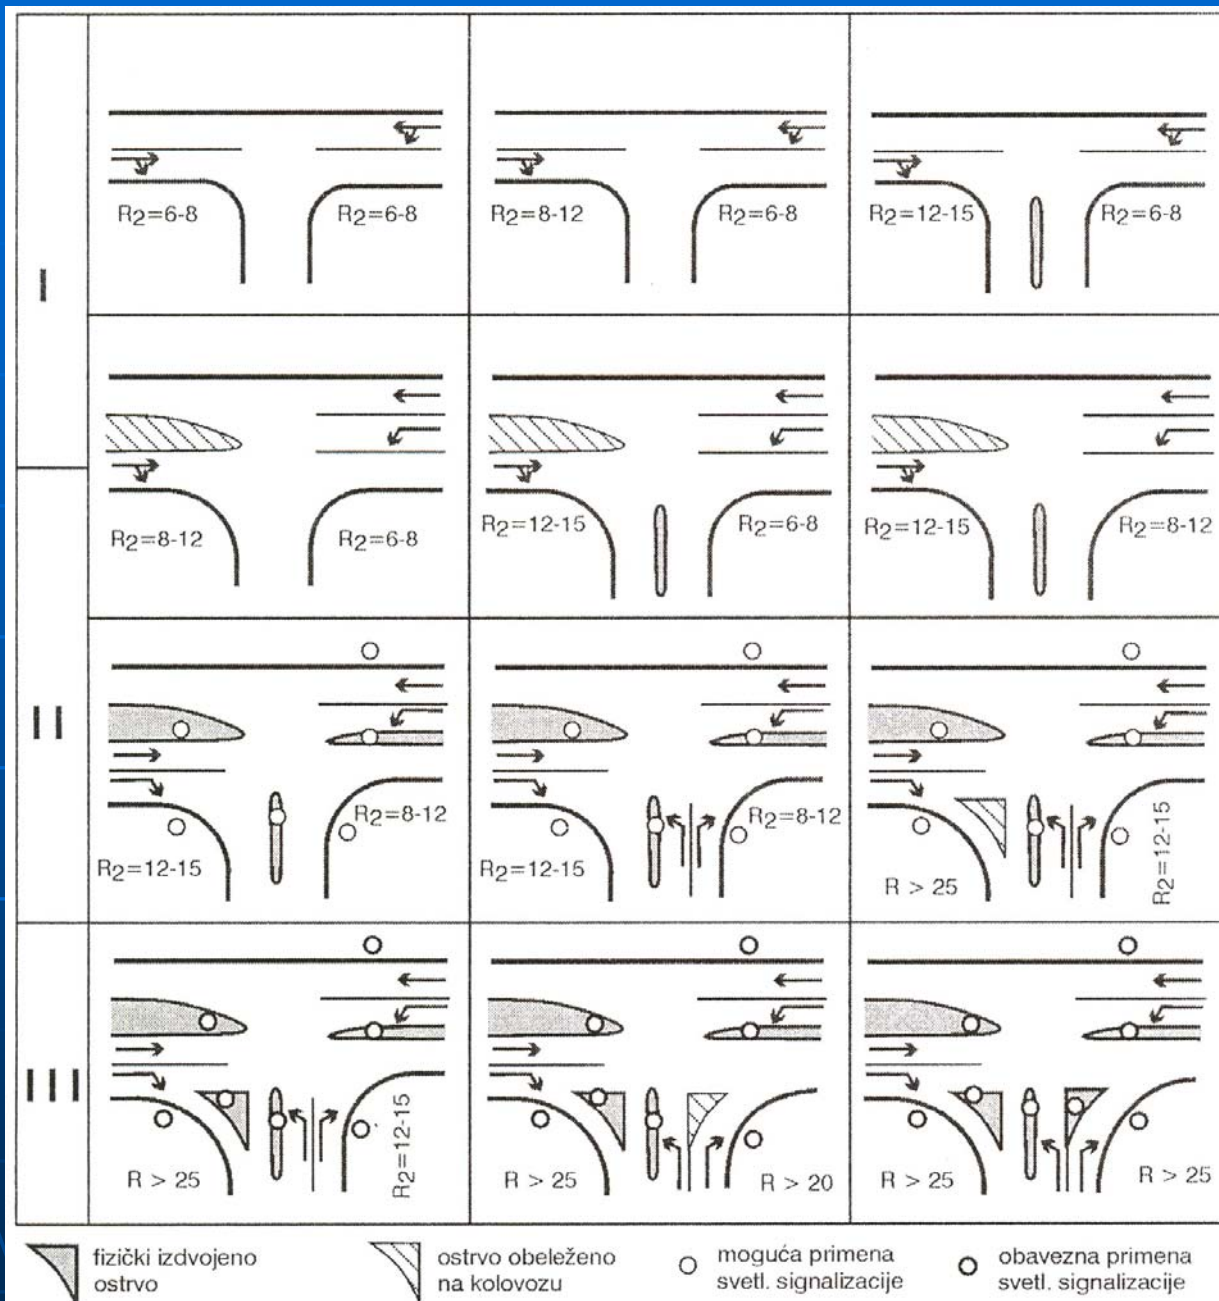 R2=6-8 R2=6-8
R2=8-12 R2=6-8
R2=12-15 R2=6-8
I
R2=8-12 R2=6-8
R2=12-15 R2=6-8
R2=12-15 R2=8-12
II
R2=12-15 R2=8-12
R2=12-15 R2=8-12
R > 25 R2=12-15
III
R > 25 R2=12-15
R > 25 R > 20
R > 25 R > 25
fizički izdvojeno
ostrvo
ostrvo obeleženo
na kolovozu
moguća primena
svetl. signalizacije
obavezna primena
svetl. signalizacije